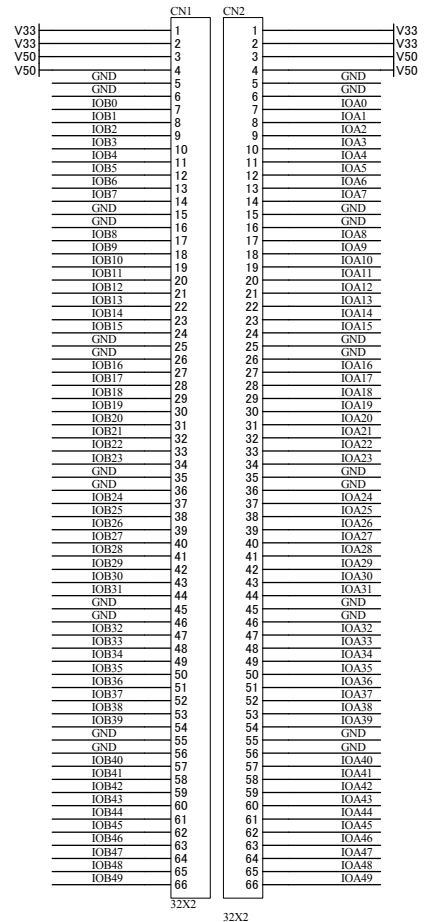 CN1 CN2
V33 1 1 V33
V33 2 2 V33
V50 3 3 V50
V50 4 4 V50
GND 5 5 GND
GND 6 6 GND
IOB0 7 7 IOA0
IOB1 8 8 IOA1
IOB2 9 9 IOA2
IOB3 10 10 IOA3
IOB4 11 11 IOA4
IOB5 12 12 IOA5
IOB6 13 13 IOA6
IOB7 14 14 IOA7
GND 15 15 GND
GND 16 16 GND
IOB8 17 17 IOA8
IOB9 18 18 IOA9
IOB10 19 19 IOA10
IOB11 20 20 IOA11
IOB12 21 21 IOA12
IOB13 22 22 IOA13
IOB14 23 23 IOA14
IOB15 24 24 IOA15
GND 25 25 GND
GND 26 26 GND
IOB16 27 27 IOA16
IOB17 28 28 IOA17
IOB18 29 29 IOA18
IOB19 30 30 IOA19
IOB20 31 31 IOA20
IOB21 32 32 IOA21
IOB22 33 33 IOA22
IOB23 34 34 IOA23
GND 35 35 GND
GND 36 36 GND
IOB24 37 37 IOA24
IOB25 38 38 IOA25
IOB26 39 39 IOA26
IOB27 40 40 IOA27
IOB28 41 41 IOA28
IOB29 42 42 IOA29
IOB30 43 43 IOA30
IOB31 44 44 IOA31
GND 45 45 GND
GND 46 46 GND
IOB32 47 47 IOA32
IOB33 48 48 IOA33
IOB34 49 49 IOA34
IOB35 50 50 IOA35
IOB36 51 51 IOA36
IOB37 52 52 IOA37
IOB38 53 53 IOA38
IOB39 54 54 IOA39
GND 55 55 GND
GND 56 56 GND
IOB40 57 57 IOA40
IOB41 58 58 IOA41
IOB42 59 59 IOA42
IOB43 60 60 IOA43
IOB44 61 61 IOA44
IOB45 62 62 IOA45
IOB46 63 63 IOA46
IOB47 64 64 IOA47
IOB48 65 65 IOA48
IOB49 66 66 IOA49
32X2
32X2